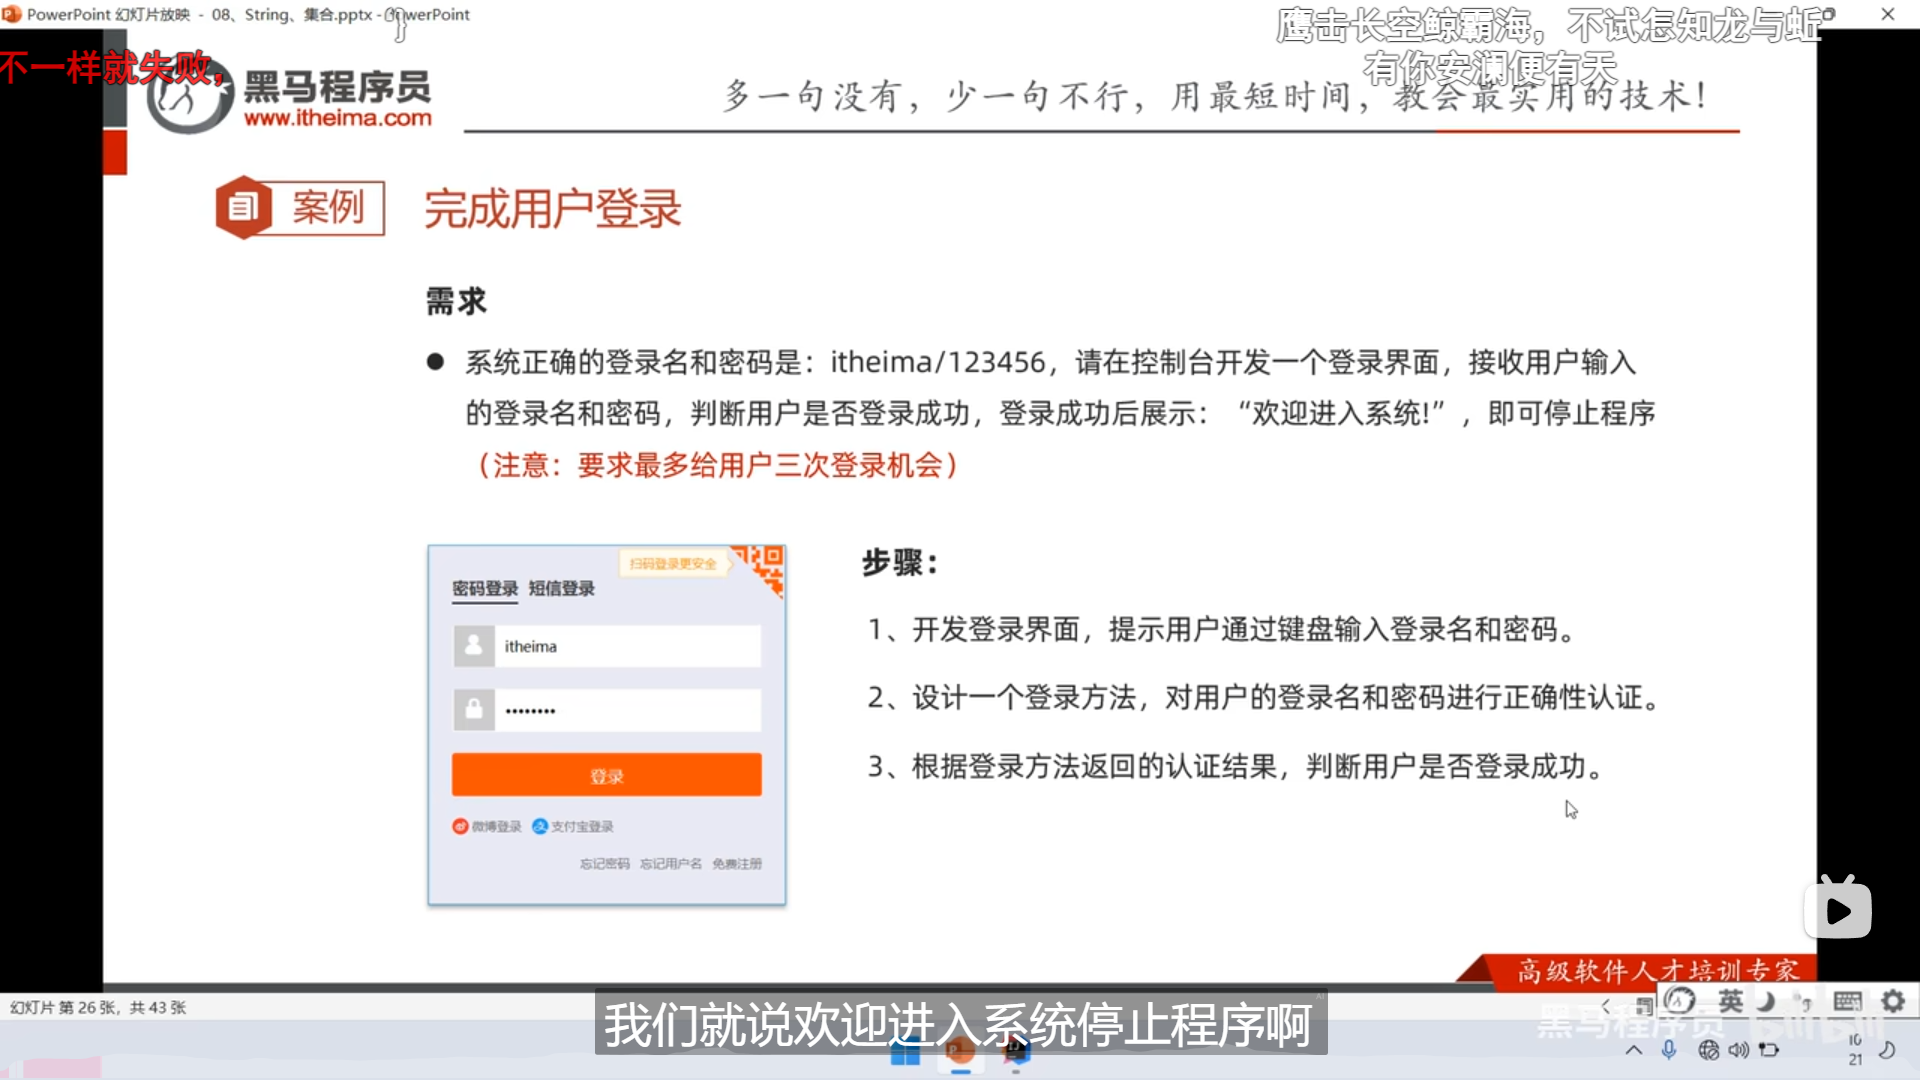 PowerPoint 幻灯片放映 - 08、String、集合.pptx - PowerPoint
鹰击长空鲸霸海，不试怎知龙与蚯
有你安澜便有天
不一样就失败,
黑马程序员
www.itheima.com
多一句没有，少一句不行，用最短时间，教会最实用的技术！
案例
完成用户登录
需求
● 系统正确的登录名和密码是：itheima/123456，请在控制台开发一个登录界面，接收用户输入
的登录名和密码，判断用户是否登录成功，登录成功后展示：“欢迎进入系统!”，即可停止程序
（注意：要求最多给用户三次登录机会）
扫码登录更安全
密码登录 短信登录
itheima
••••••••
登录
微博登录 支付宝登录
忘记密码 忘记用户名 免费注册
步骤：
1、开发登录界面，提示用户通过键盘输入登录名和密码。
2、设计一个登录方法，对用户的登录名和密码进行正确性认证。
3、根据登录方法返回的认证结果，判断用户是否登录成功。
高级软件人才培训专家
幻灯片 第 26 张，共 43 张
英
黑马程序员 bilibili
我们就说欢迎进入系统停止程序啊
10
21